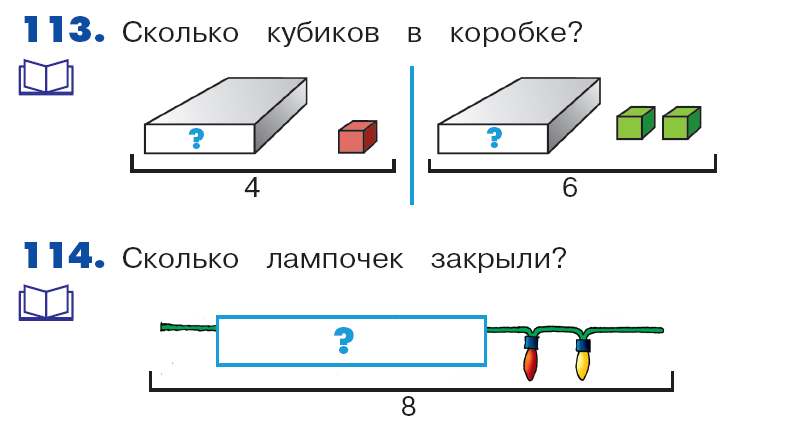 113. Сколько кубиков в коробке?
? ?
4 6
114. Сколько лампочек закрыли?
?
8